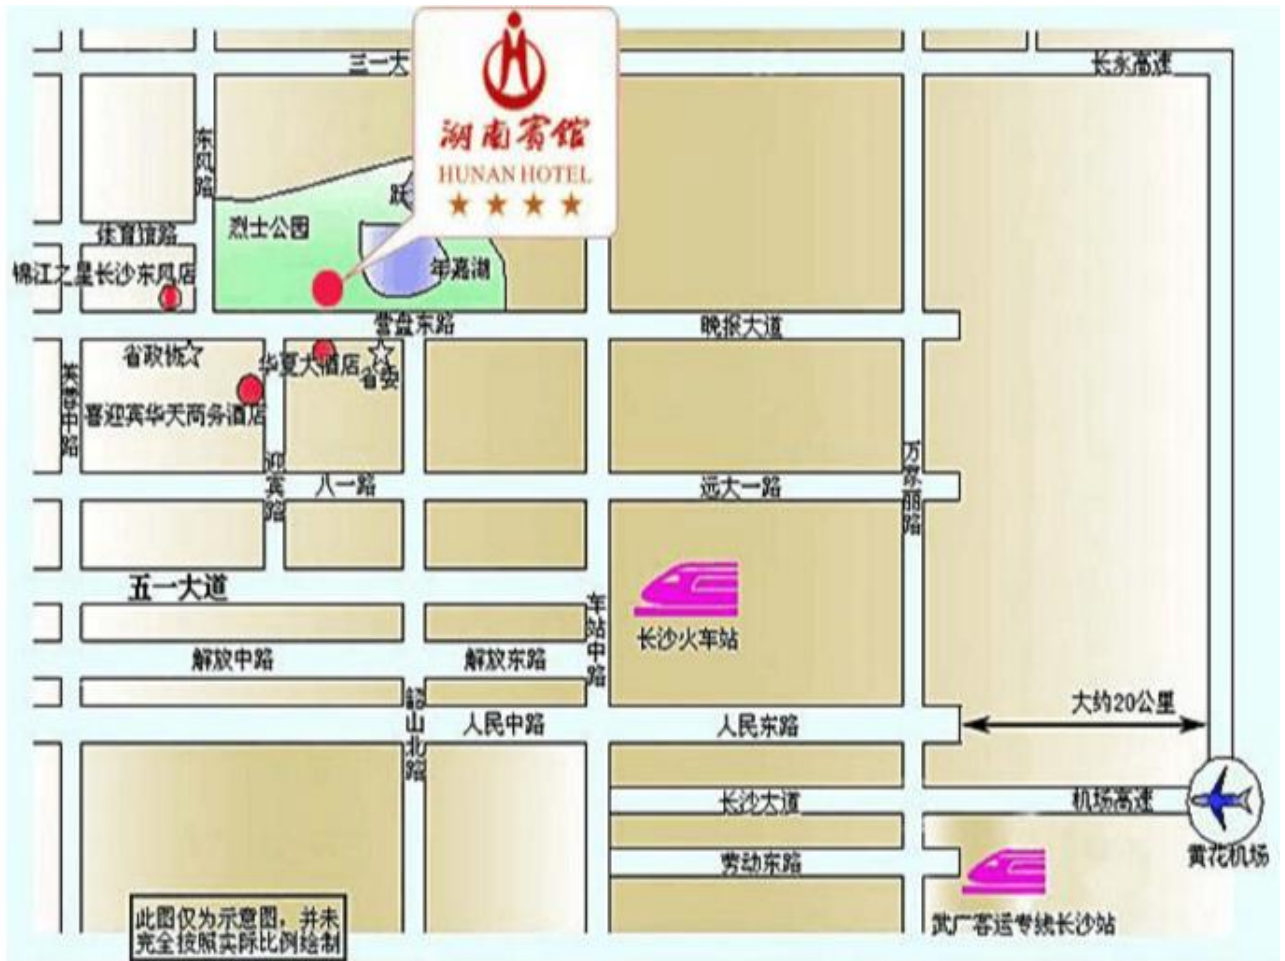 三一大
长永高速
湖南宾馆
HUNAN HOTEL
东风路
跃
烈士公园
体育馆路
年嘉湖
锦江之星长沙东风店
营盘东路
晚报大道
省政协
华夏大酒店
省委
芙蓉中路
喜迎宾华天商务酒店
迎宾路
八一路
远大一路
万家丽路
五一大道
车站中路
长沙火车站
解放中路
解放东路
韶山北路
人民中路
人民东路
大约20公里
长沙大道
机场高速
黄花机场
劳动东路
武广客运专线长沙站
此图仅为示意图，并未
完全按照实际比例绘制